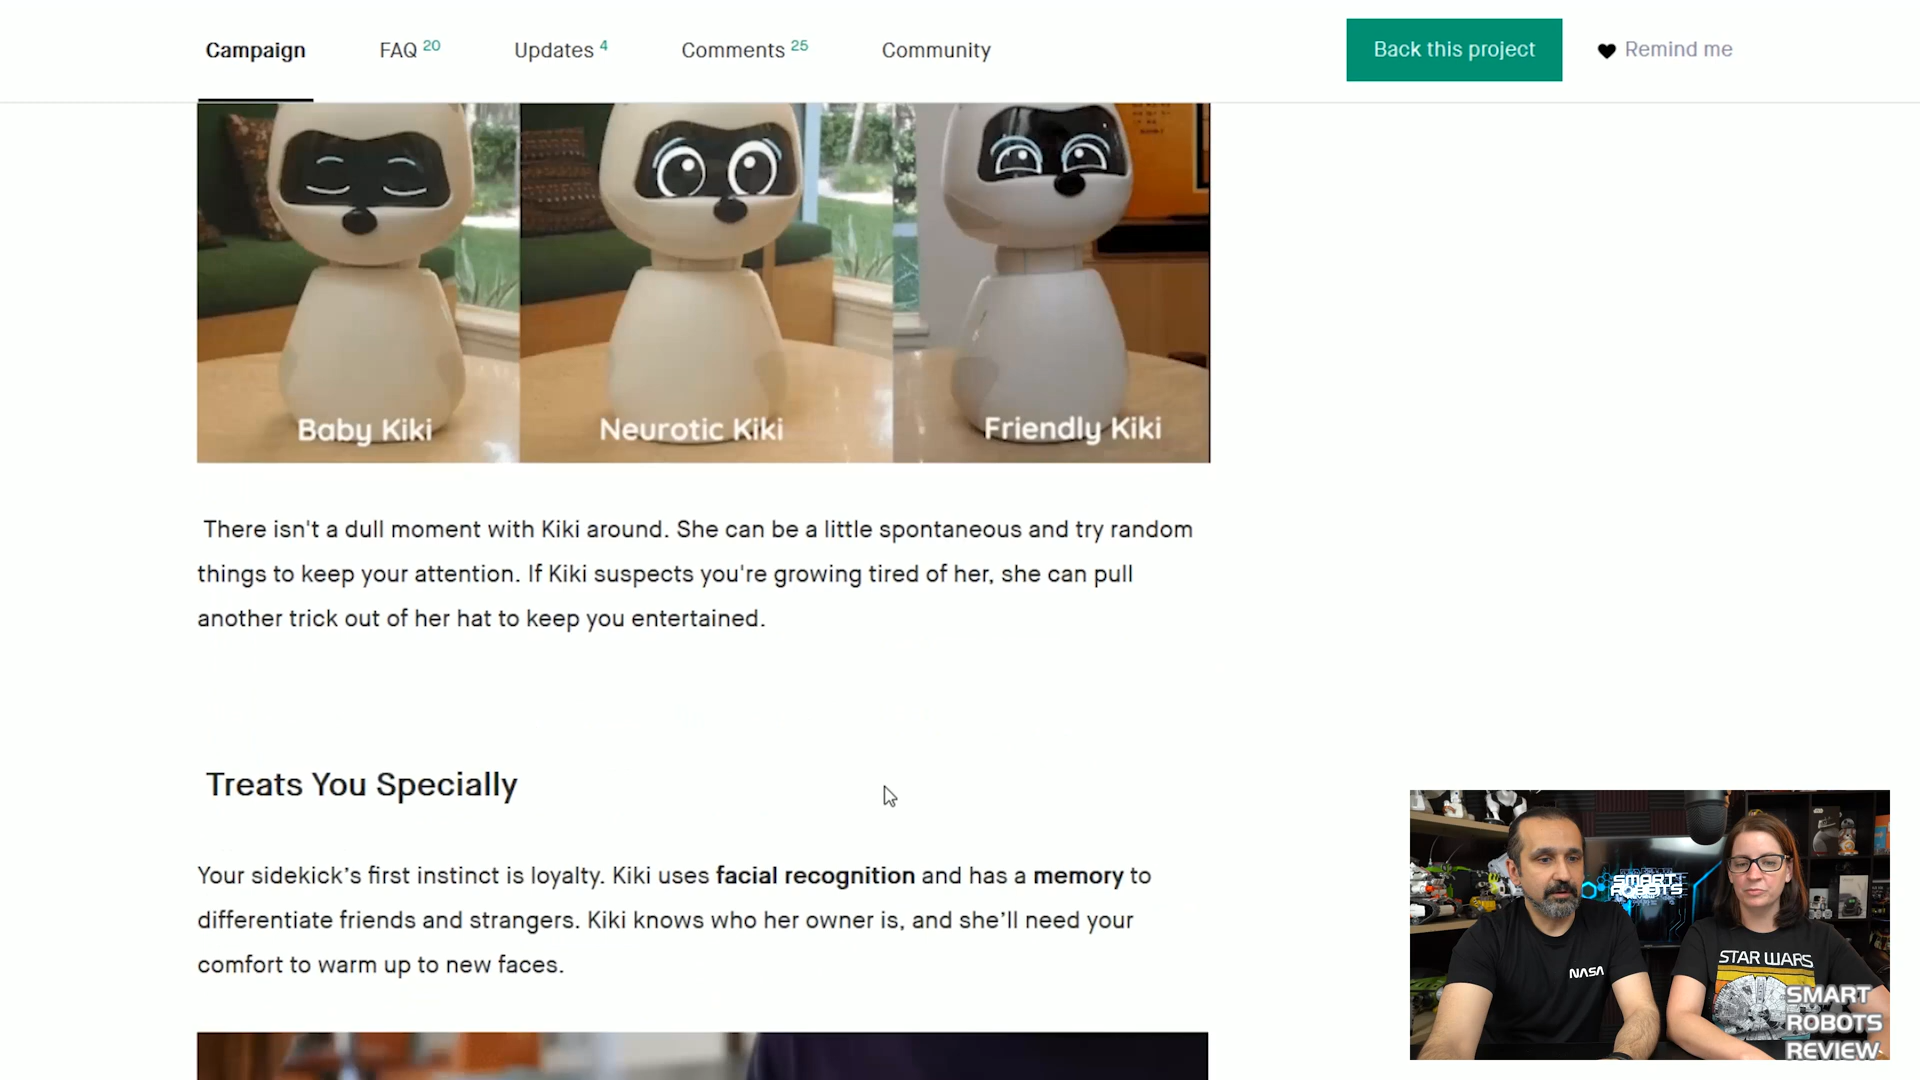 Campaign
FAQ 20
Updates 4
Comments 25
Community
Back this project
Remind me
Baby Kiki
Neurotic Kiki
Friendly Kiki
There isn't a dull moment with Kiki around. She can be a little spontaneous and try random
things to keep your attention. If Kiki suspects you're growing tired of her, she can pull
another trick out of her hat to keep you entertained.
Treats You Specially
Your sidekick’s first instinct is loyalty. Kiki uses facial recognition and has a memory to
differentiate friends and strangers. Kiki knows who her owner is, and she’ll need your
comfort to warm up to new faces.
SMART
ROBOTS
NASA
STAR WARS
SMART
ROBOTS
REVIEW